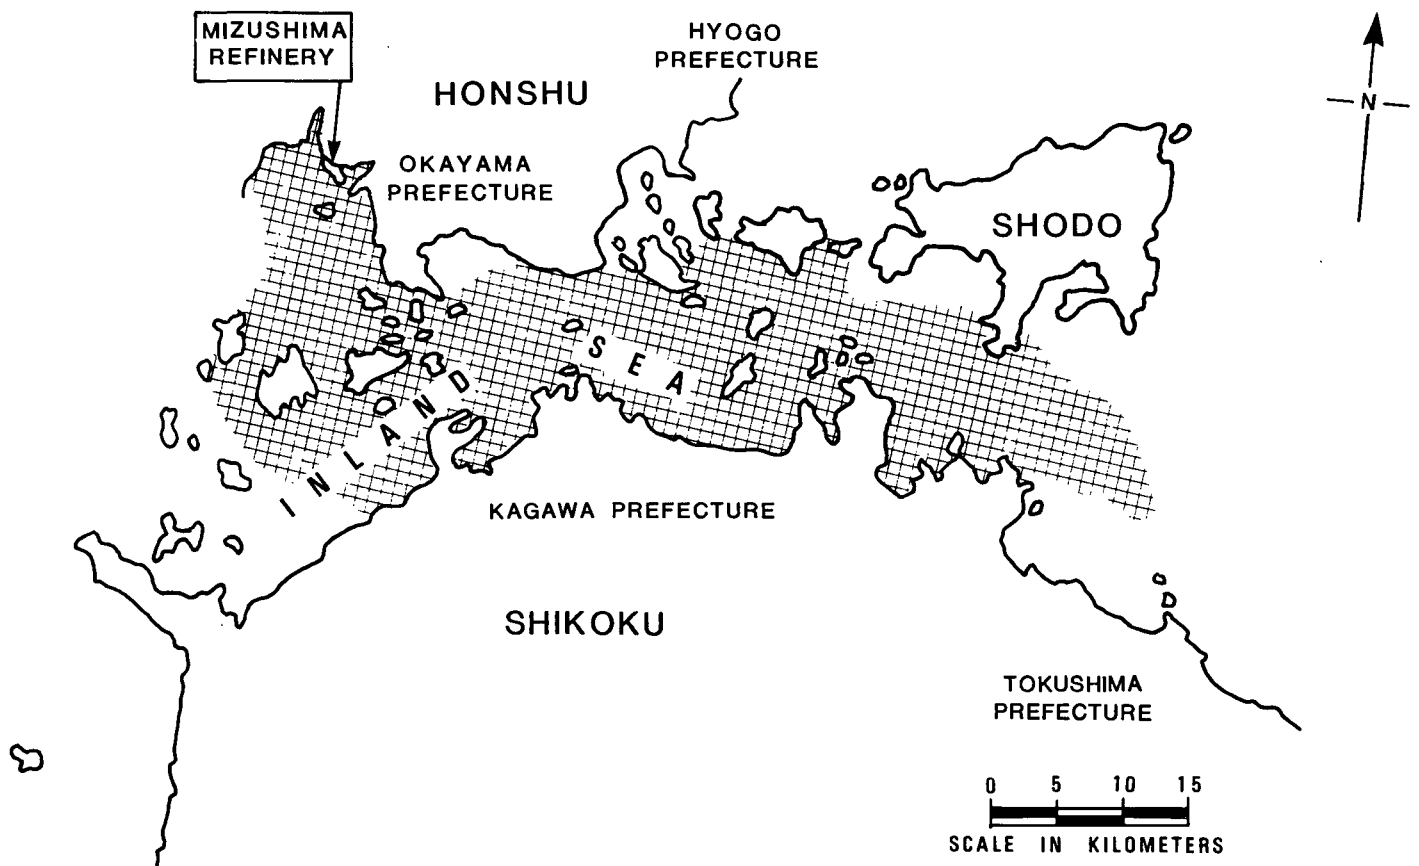 MIZUSHIMA
REFINERY
HYOGO
PREFECTURE
HONSHU
N
OKAYAMA
PREFECTURE
SHODO
INLAND SEA
KAGAWA PREFECTURE
SHIKOKU
TOKUSHIMA
PREFECTURE
0 5 10 15
SCALE IN KILOMETERS